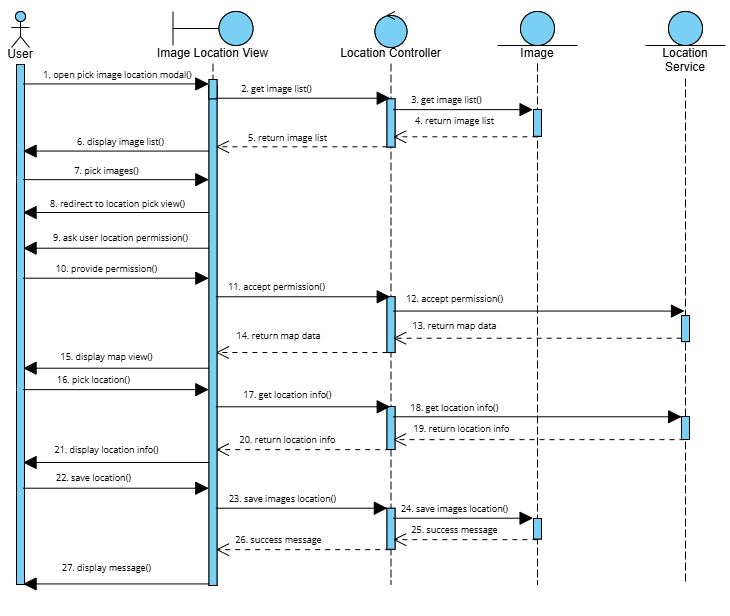 User
Image Location View
Location Controller
Image
Location
Service
1. open pick image location modal()
2. get image list()
3. get image list()
4. return image list
5. return image list
6. display image list()
7. pick images()
8. redirect to location pick view()
9. ask user location permission()
10. provide permission()
11. accept permission()
12. accept permission()
13. return map data
14. return map data
15. display map view()
16. pick location()
17. get location info()
18. get location info()
19. return location info
20. return location info
21. display location info()
22. save location()
23. save images location()
24. save images location()
25. success message
26. success message
27. display message()